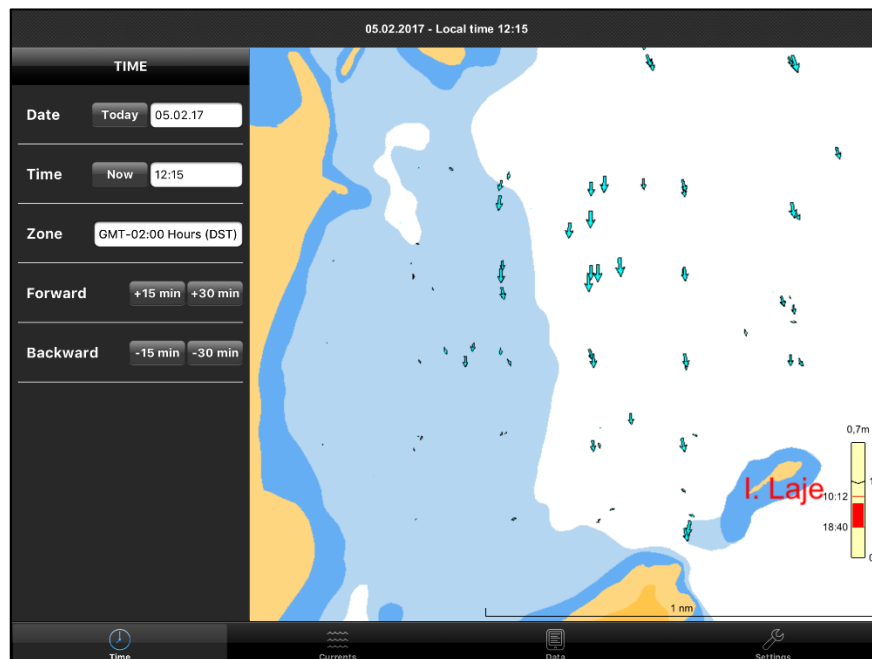 05.02.2017 - Local time 12:15
TIME
Date Today 05.02.17
Time Now 12:15
Zone GMT-02:00 Hours (DST)
Forward +15 min +30 min
Backward -15 min -30 min
0,7m
1
I. Laje
10:12
18:40
0
1 nm
Time Currents Data Settings